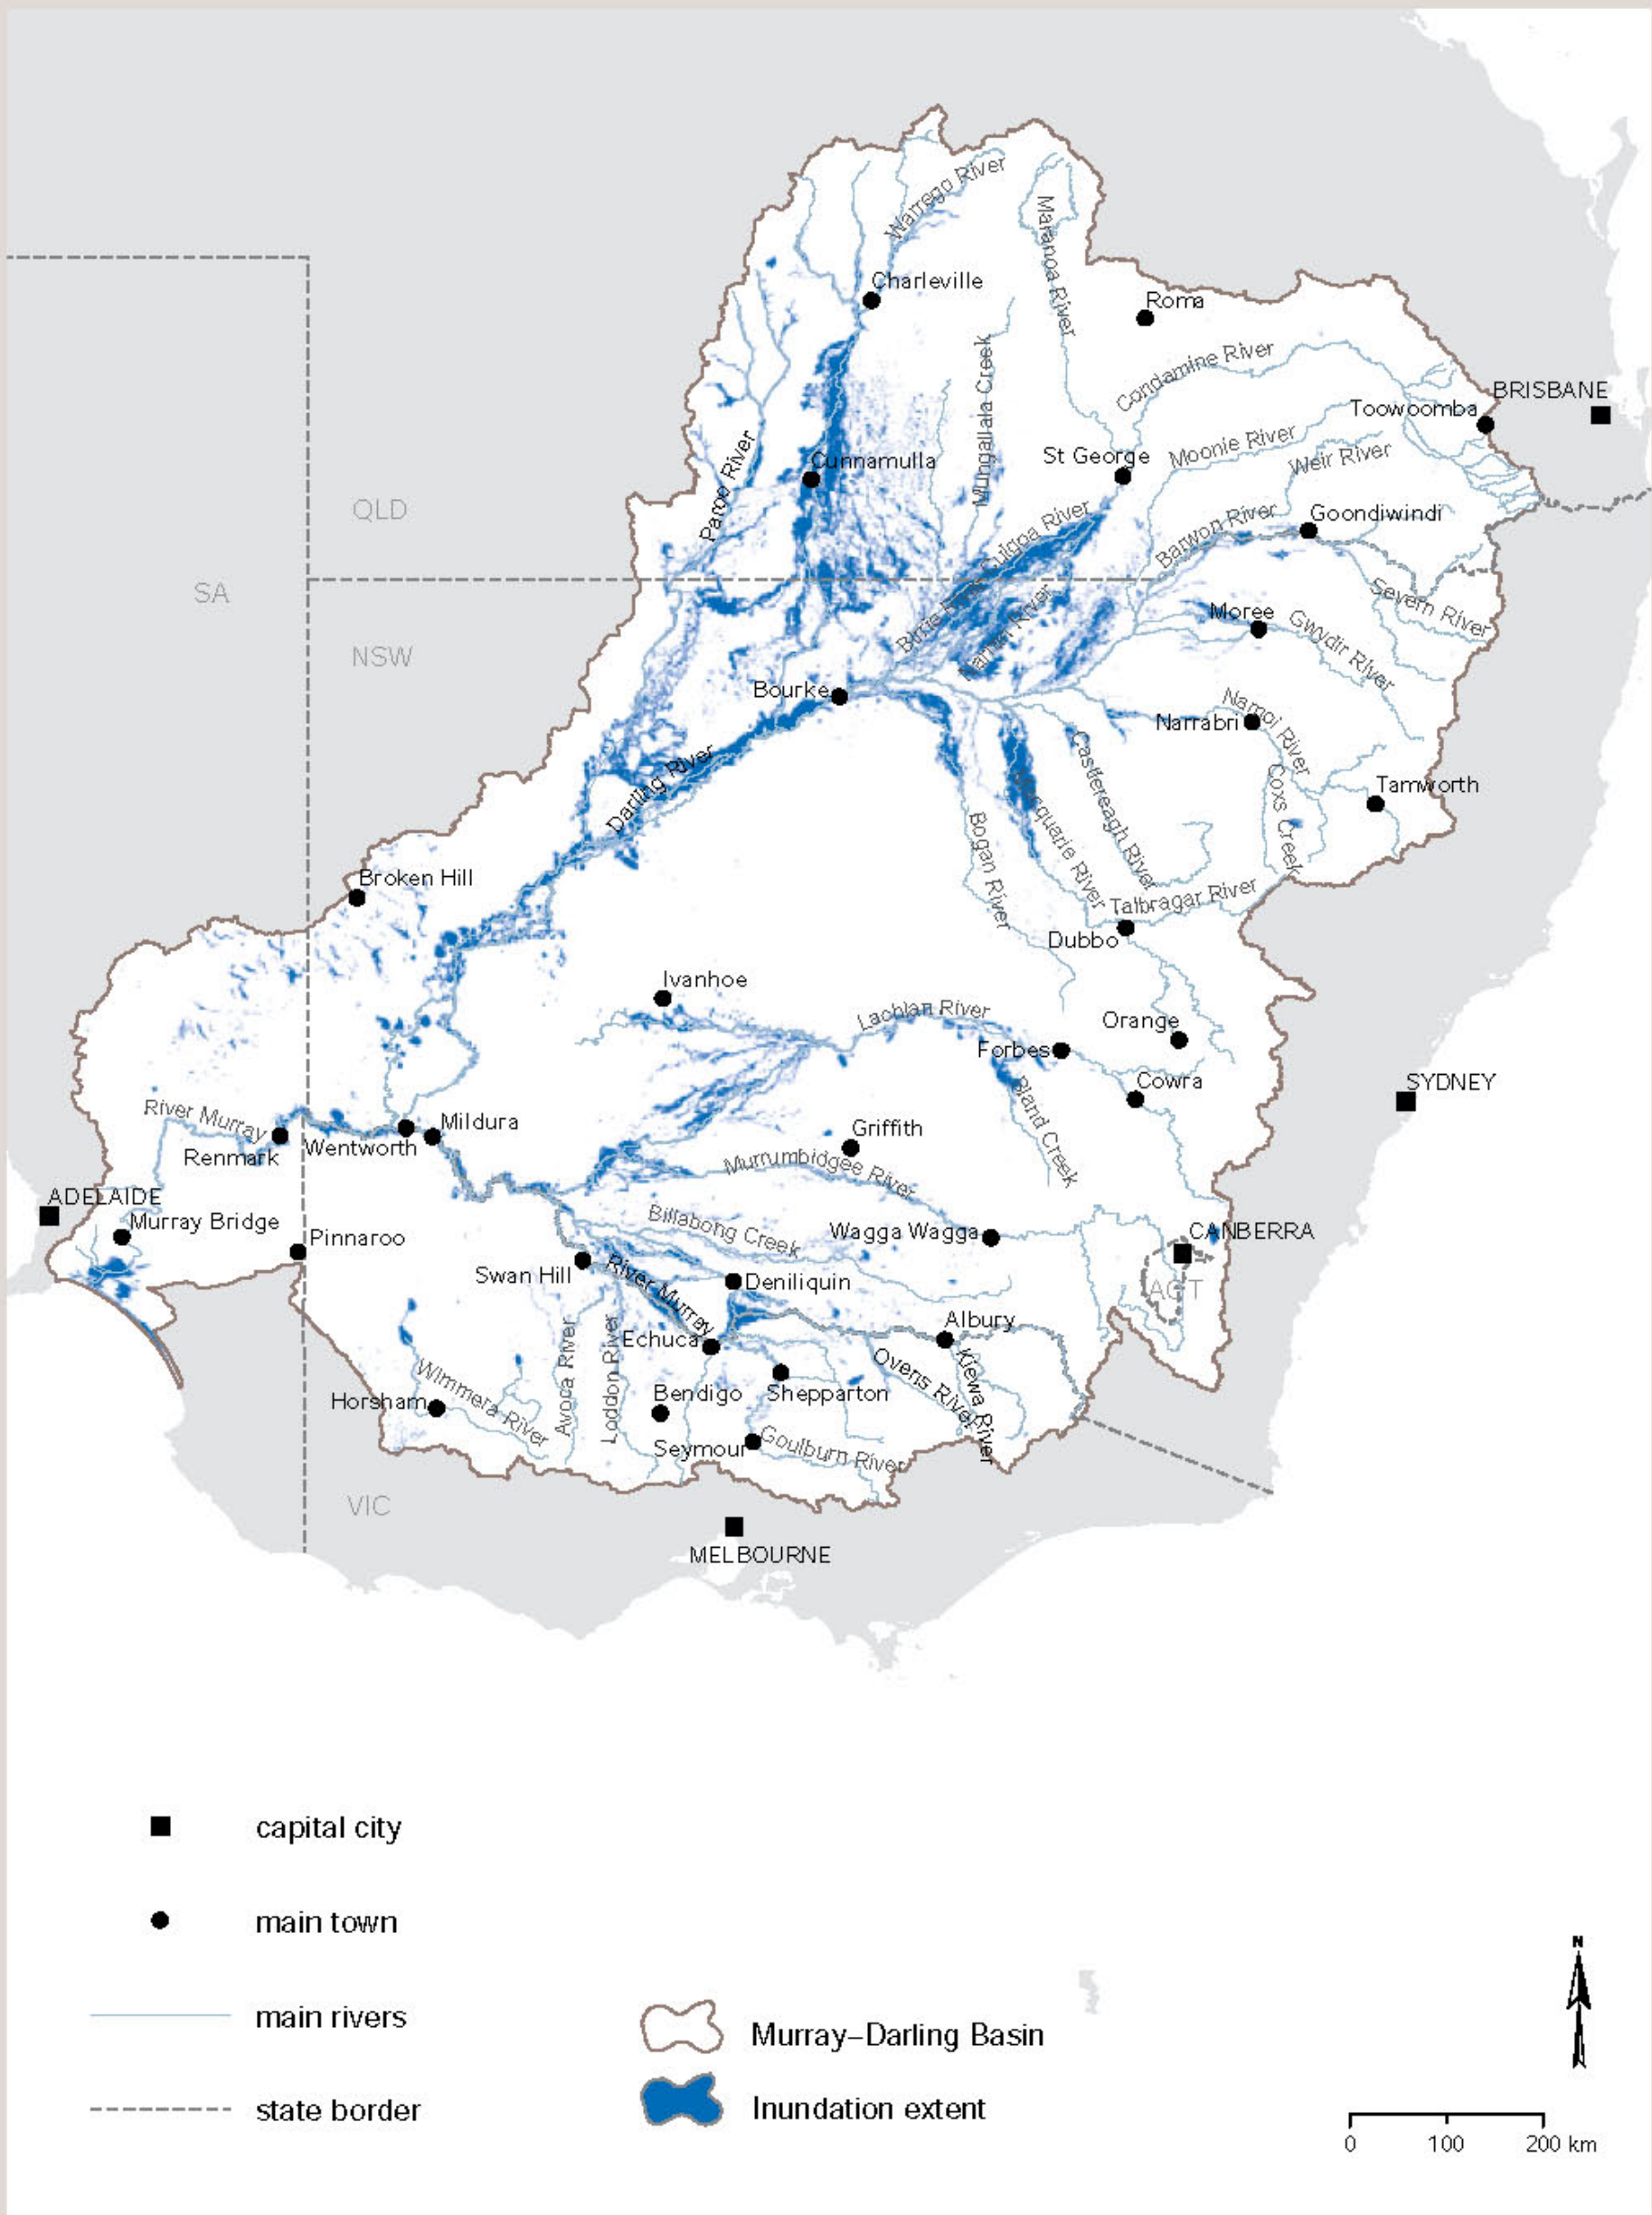 Warrego River
Maranoa River
Charleville
Roma
Mungallala Creek
Condamine River
BRISBANE
Toowoomba
Paroo River
Cunnamulla
St George
Moonie River
Weir River
QLD
Culgoa River
Barwon River
Goondiwindi
SA
Birrie River
Narran River
Severn River
Moree
Gwydir River
NSW
Bourke
Narrabri
Namoi River
Darling River
Castlereagh River
Coxs Creek
Tamworth
Macquarie River
Bogan River
Broken Hill
Talbragar River
Dubbo
Ivanhoe
Lachlan River
Orange
Forbes
Cowra
SYDNEY
Bland Creek
River Murray
Mildura
Griffith
Wentworth
Renmark
Murrumbidgee River
ADELAIDE
Murray Bridge
Pinnaroo
Billabong Creek
Wagga Wagga
CANBERRA
Swan Hill
River Murray
Deniliquin
ACT
Albury
Echuca
Avoca River
Loddon River
Ovens River
Kiewa River
Wimmera River
Horsham
Bendigo
Shepparton
Seymour
Goulburn River
VIC
MELBOURNE
capital city
main town
main rivers
state border
Murray–Darling Basin
Inundation extent
N
0 100 200 km